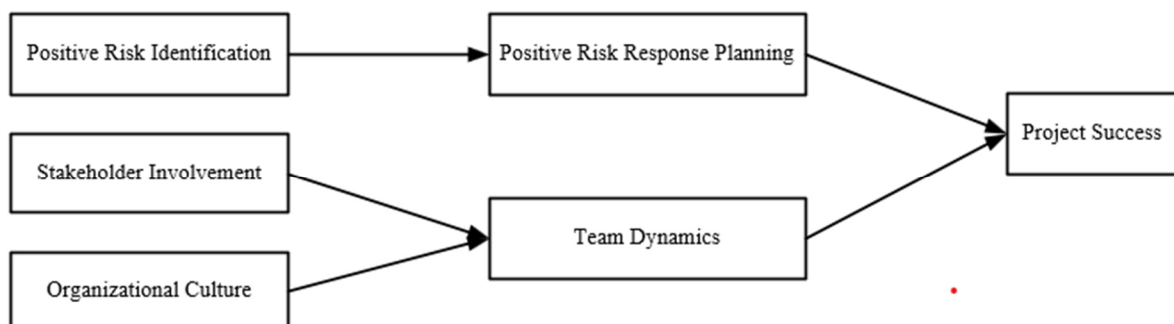 Positive Risk Identification
Positive Risk Response Planning
Project Success
Stakeholder Involvement
Team Dynamics
Organizational Culture